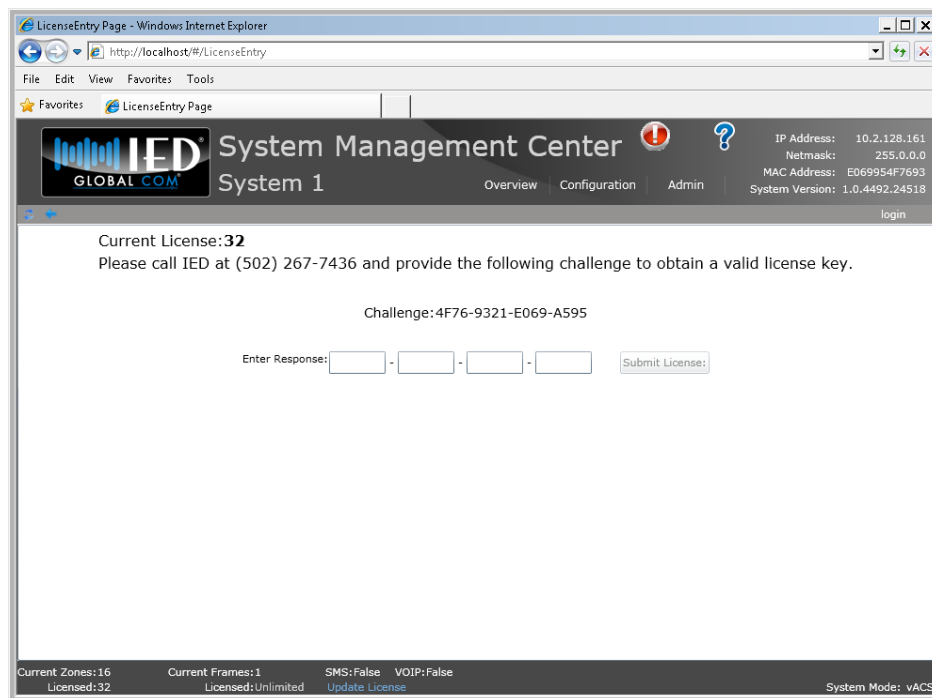 LicenseEntry Page - Windows Internet Explorer
http://localhost/#/LicenseEntry
File Edit View Favorites Tools
Favorites LicenseEntry Page
IED®
GLOBAL COM®
System Management Center
System 1
Overview Configuration Admin
IP Address: 10.2.128.161
Netmask: 255.0.0.0
MAC Address: E069954F7693
System Version: 1.0.4492.24518
login
Current License:32
Please call IED at (502) 267-7436 and provide the following challenge to obtain a valid license key.
Challenge:4F76-9321-E069-A595
Enter Response: - - - Submit License:
Current Zones:16 Current Frames:1 SMS:False VOIP:False
Licensed:32 Licensed:Unlimited Update License System Mode: vACS